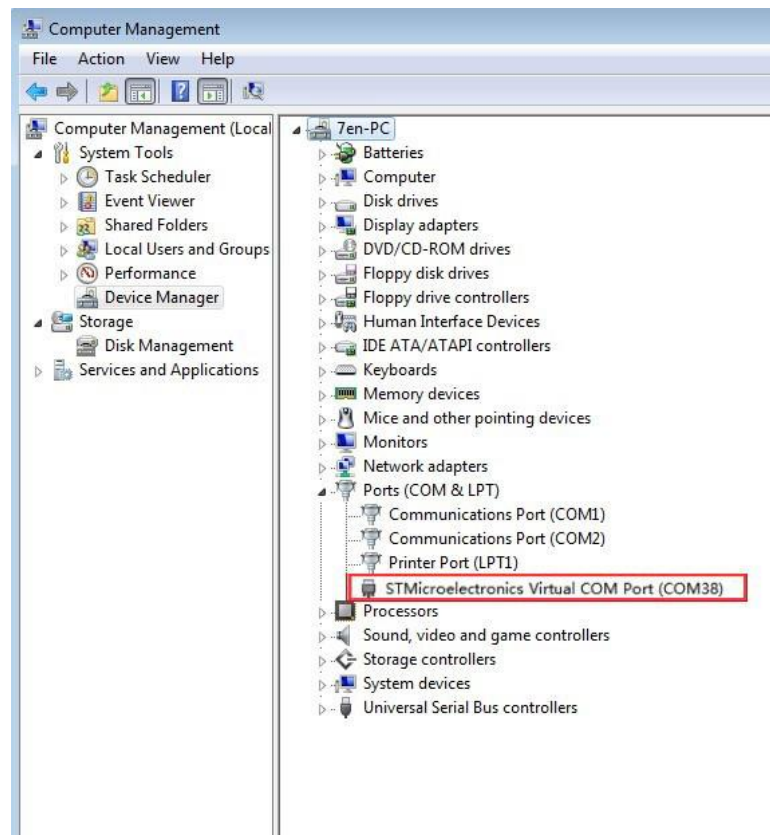 Computer Management
File Action View Help
Computer Management (Local
System Tools
Task Scheduler
Event Viewer
Shared Folders
Local Users and Groups
Performance
Device Manager
Storage
Disk Management
Services and Applications
7en-PC
Batteries
Computer
Disk drives
Display adapters
DVD/CD-ROM drives
Floppy disk drives
Floppy drive controllers
Human Interface Devices
IDE ATA/ATAPI controllers
Keyboards
Memory devices
Mice and other pointing devices
Monitors
Network adapters
Ports (COM & LPT)
Communications Port (COM1)
Communications Port (COM2)
Printer Port (LPT1)
STMicroelectronics Virtual COM Port (COM38)
Processors
Sound, video and game controllers
Storage controllers
System devices
Universal Serial Bus controllers